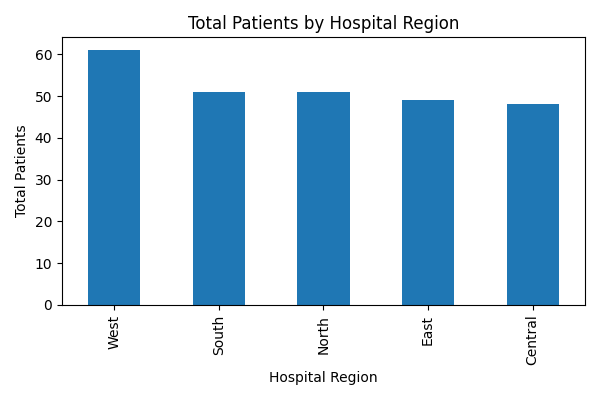 Total Patients by Hospital Region
Total Patients
60
50
40
30
20
10
0
West
South
North
East
Central
Hospital Region